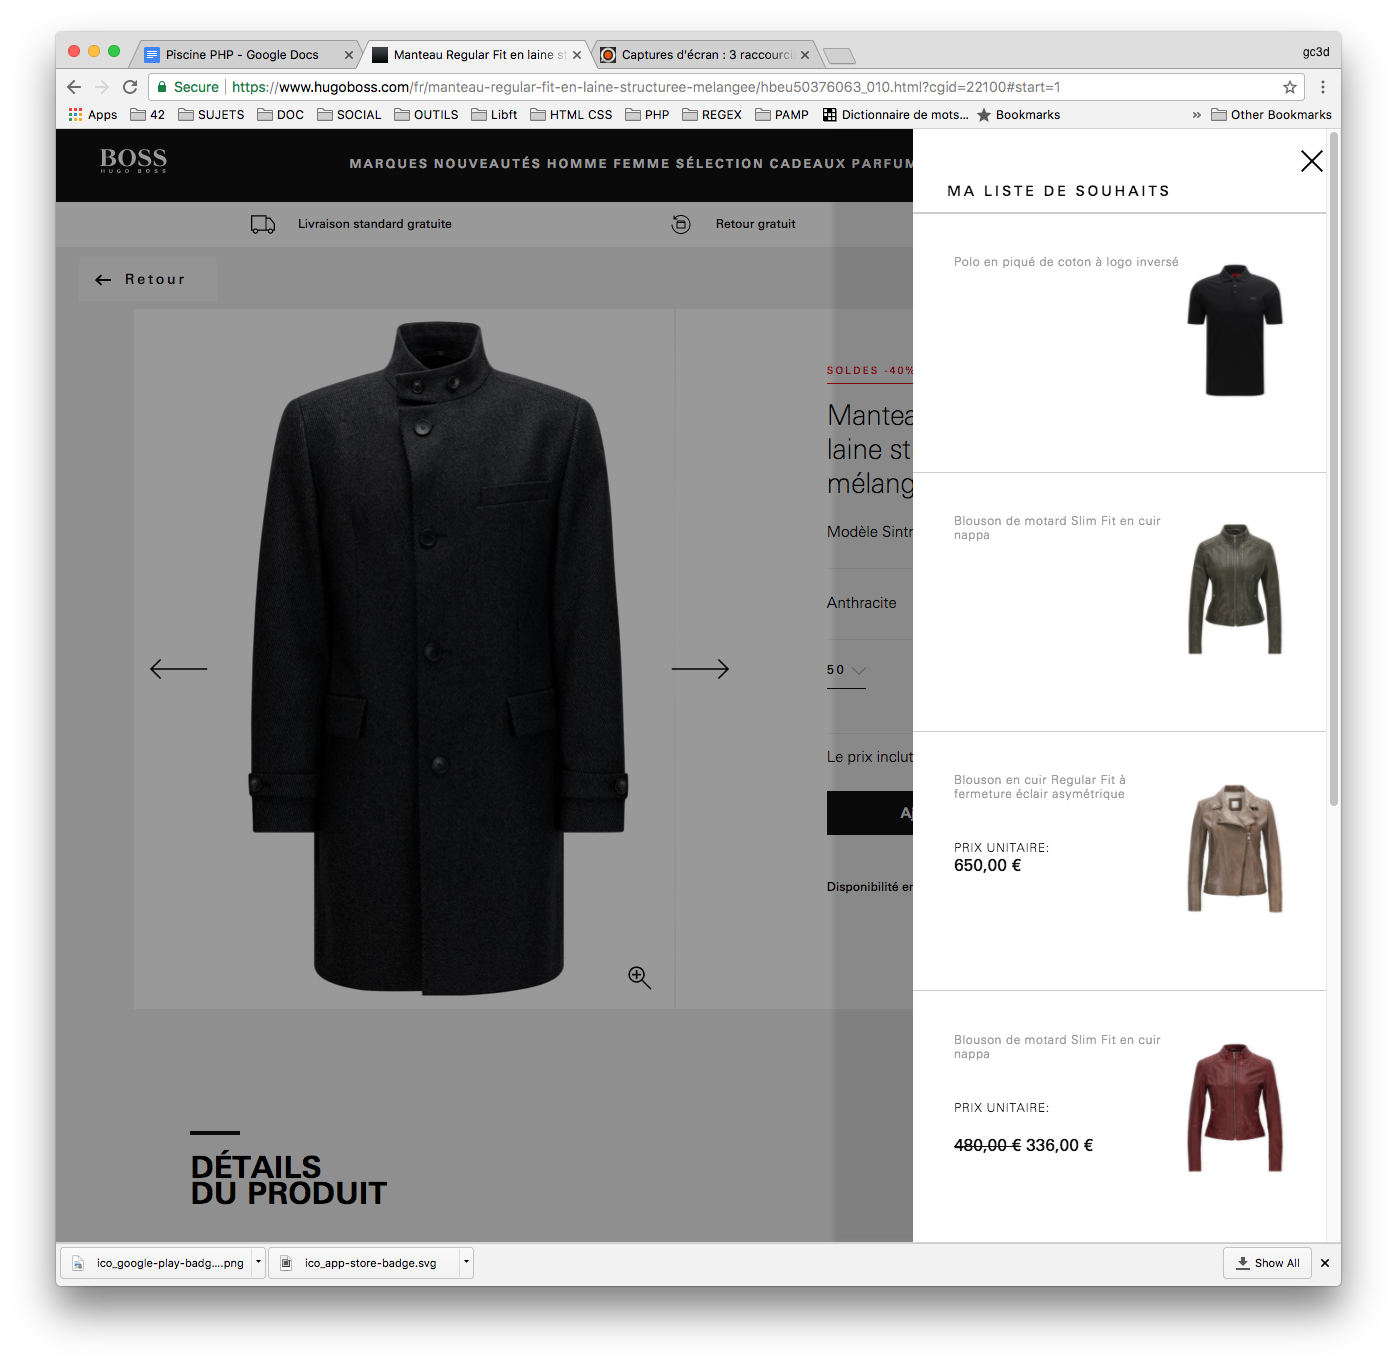 Piscine PHP - Google Docs
Manteau Regular Fit en laine st
Captures d'écran : 3 raccourci
gc3d
Secure
https://www.hugoboss.com/fr/manteau-regular-fit-en-laine-structuree-melangee/hbeu50376063_010.html?cgid=22100#start=1
Apps
42
SUJETS
DOC
SOCIAL
OUTILS
Libft
HTML CSS
PHP
REGEX
PAMP
Dictionnaire de mots...
Bookmarks
»
Other Bookmarks
BOSS
HUGO BOSS
MARQUES NOUVEAUTÉS HOMME FEMME SÉLECTION CADEAUX PARFUM
Livraison standard gratuite
Retour gratuit
Retour
SOLDES -40%
Mantea
laine st
mélang
Modèle Sintr
Anthracite
50
Le prix inclut
Aj
Disponibilité en
DÉTAILS
DU PRODUIT
MA LISTE DE SOUHAITS
Polo en piqué de coton à logo inversé
Blouson de motard Slim Fit en cuir
nappa
Blouson en cuir Regular Fit à
fermeture éclair asymétrique
PRIX UNITAIRE:
650,00 €
Blouson de motard Slim Fit en cuir
nappa
PRIX UNITAIRE:
480,00 € 336,00 €
ico_google-play-badg....png
ico_app-store-badge.svg
Show All